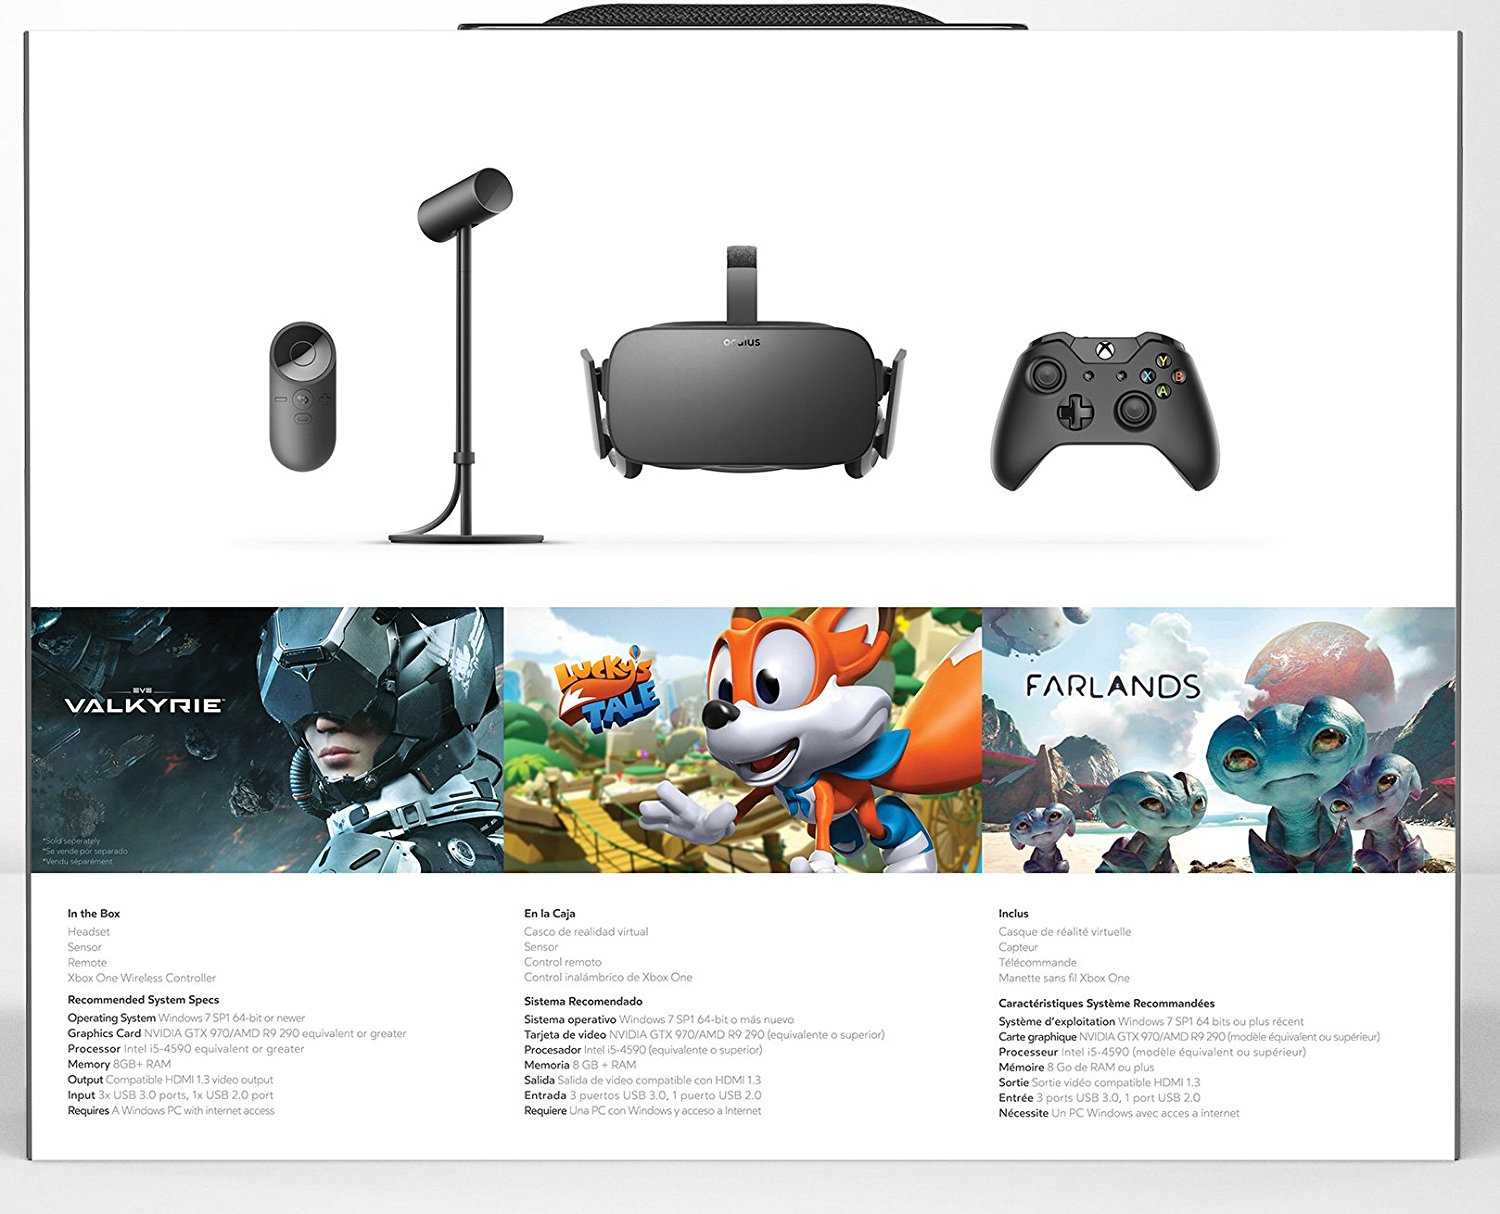 oculus
Y
X B
A
EVE
VALKYRIE
LUCKY'S
TALE
FARLANDS
*Sold seperately
*Se vende por separado
*Vendu séparément
In the Box
Headset
Sensor
Remote
Xbox One Wireless Controller
Recommended System Specs
Operating System Windows 7 SP1 64-bit or newer
Graphics Card NVIDIA GTX 970/AMD R9 290 equivalent or greater
Processor Intel i5-4590 equivalent or greater
Memory 8GB+ RAM
Output Compatible HDMI 1.3 video output
Input 3x USB 3.0 ports, 1x USB 2.0 port
Requires A Windows PC with internet access
En la Caja
Casco de realidad virtual
Sensor
Control remoto
Control inalámbrico de Xbox One
Sistema Recomendado
Sistema operativo Windows 7 SP1 64-bit o más nuevo
Tarjeta de video NVIDIA GTX 970/AMD R9 290 (equivalente o superior)
Procesador Intel i5-4590 (equivalente o superior)
Memoria 8 GB + RAM
Salida Salida de video compatible con HDMI 1.3
Entrada 3 puertos USB 3.0, 1 puerto USB 2.0
Requiere Una PC con Windows y acceso a Internet
Inclus
Casque de réalité virtuelle
Capteur
Télécommande
Manette sans fil Xbox One
Caractéristiques Système Recommandées
Système d'exploitation Windows 7 SP1 64 bits ou plus récent
Carte graphique NVIDIA GTX 970/AMD R9 290 (modèle équivalent ou supérieur)
Processeur Intel i5-4590 (modèle équivalent ou supérieur)
Mémoire 8 Go de RAM ou plus
Sortie Sortie vidéo compatible HDMI 1.3
Entrée 3 ports USB 3.0, 1 port USB 2.0
Nécessite Un PC Windows avec acces a internet